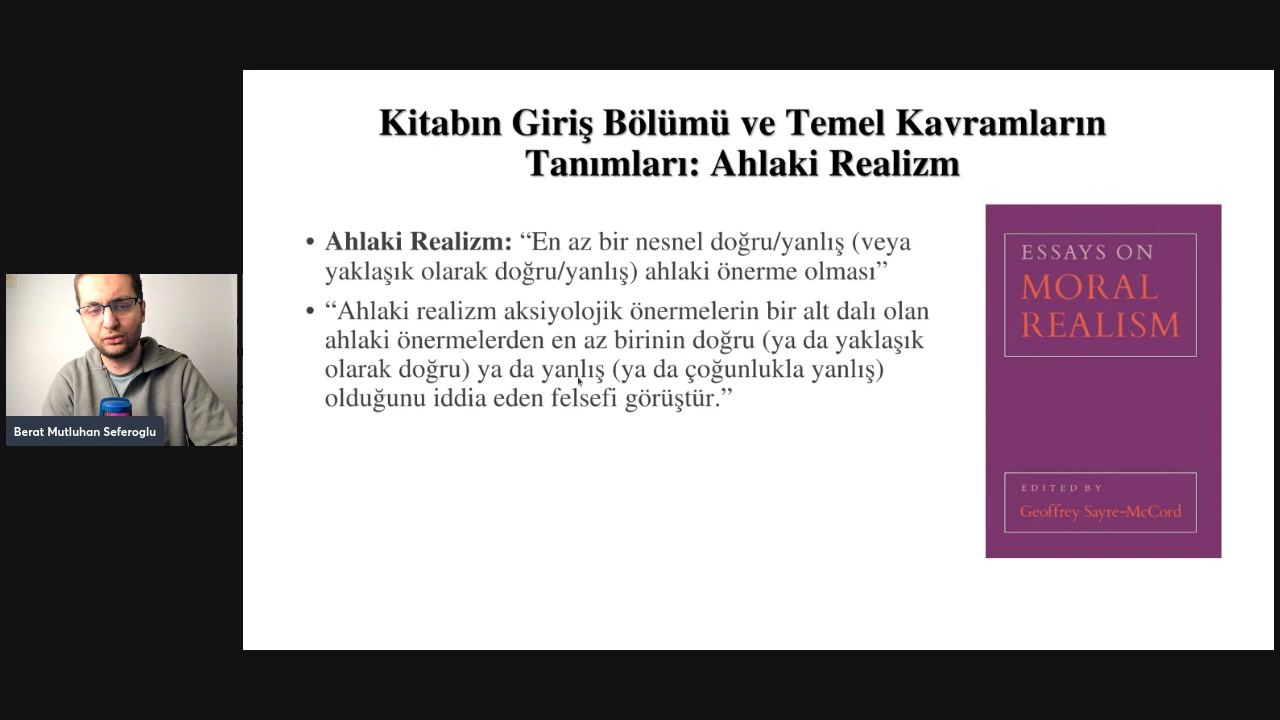 Kitabın Giriş Bölümü ve Temel Kavramların
Tanımları: Ahlaki Realizm
• Ahlaki Realizm: “En az bir nesnel doğru/yanlış (veya
yaklaşık olarak doğru/yanlış) ahlaki önerme olması”
• “Ahlaki realizm aksiyolojik önermelerin bir alt dalı olan
ahlaki önermelerden en az birinin doğru (ya da yaklaşık
olarak doğru) ya da yanlış (ya da çoğunlukla yanlış)
olduğunu iddia eden felsefi görüştür.”
ESSAYS ON
MORAL
REALISM
EDITED BY
Geoffrey Sayre-McCord
Berat Mutluhan Seferoglu